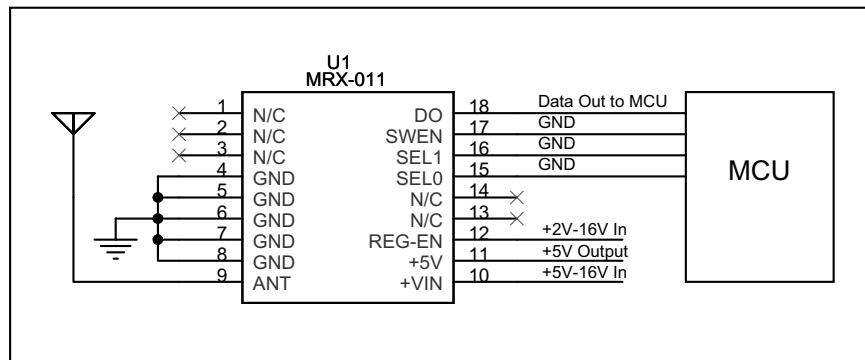 U1
MRX-011
1 N/C
2 N/C
3 N/C
4 GND
5 GND
6 GND
7 GND
8 GND
9 ANT
DO 18 Data Out to MCU
SWEN 17 GND
SEL1 16 GND
SEL0 15 GND
N/C 14
N/C 13
REG-EN 12 +2V-16V In
+5V 11 +5V Output
+VIN 10 +5V-16V In
MCU